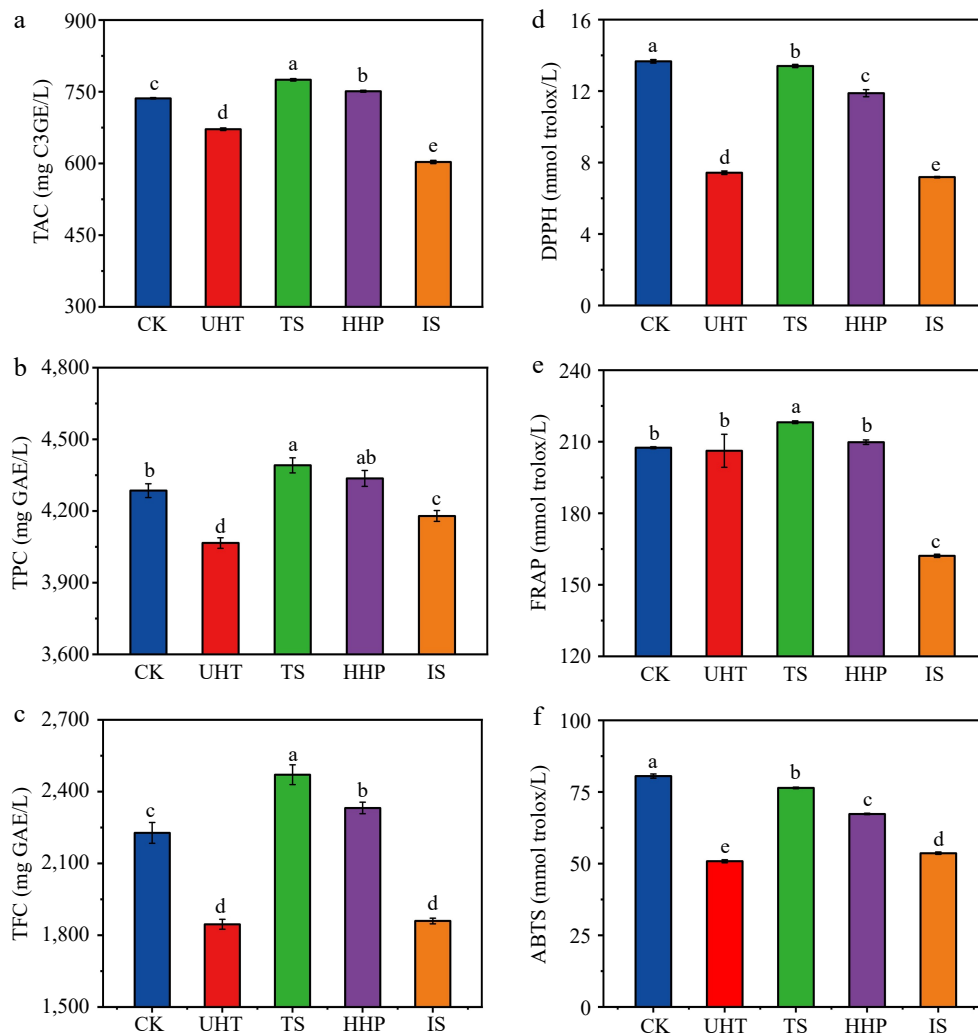 a
900
750
600
450
300
TAC (mg C3GE/L)
c
d
a
b
e
CK UHT TS HHP IS
b
4,800
4,500
4,200
3,900
3,600
TPC (mg GAE/L)
b
d
a
ab
c
CK UHT TS HHP IS
c
2,700
2,400
2,100
1,800
1,500
TFC (mg GAE/L)
c
d
a
b
d
CK UHT TS HHP IS
d
16
12
8
4
0
DPPH (mmol trolox/L)
a
d
b
c
e
CK UHT TS HHP IS
e
240
210
180
150
120
FRAP (mmol trolox/L)
b
b
a
b
c
CK UHT TS HHP IS
f
100
75
50
25
0
ABTS (mmol trolox/L)
a
e
b
c
d
CK UHT TS HHP IS